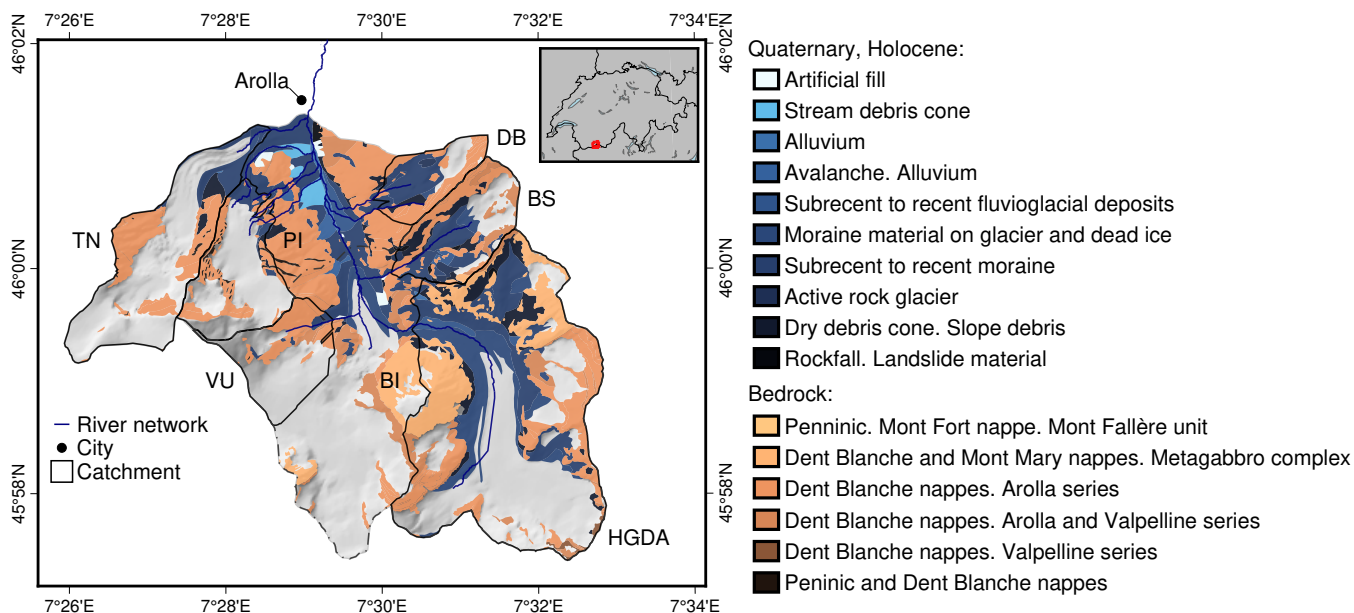 7°26'E 7°28'E 7°30'E 7°32'E 7°34'E
46°02'N 46°02'N
Arolla
DB
BS
TN
PI
46°00'N 46°00'N
VU
BI
River network
City
Catchment
45°58'N 45°58'N
HGDA
7°26'E 7°28'E 7°30'E 7°32'E 7°34'E
Quaternary, Holocene:
Artificial fill
Stream debris cone
Alluvium
Avalanche. Alluvium
Subrecent to recent fluvioglacial deposits
Moraine material on glacier and dead ice
Subrecent to recent moraine
Active rock glacier
Dry debris cone. Slope debris
Rockfall. Landslide material
Bedrock:
Penninic. Mont Fort nappe. Mont Fallère unit
Dent Blanche and Mont Mary nappes. Metagabbro complex
Dent Blanche nappes. Arolla series
Dent Blanche nappes. Arolla and Valpelline series
Dent Blanche nappes. Valpelline series
Peninic and Dent Blanche nappes